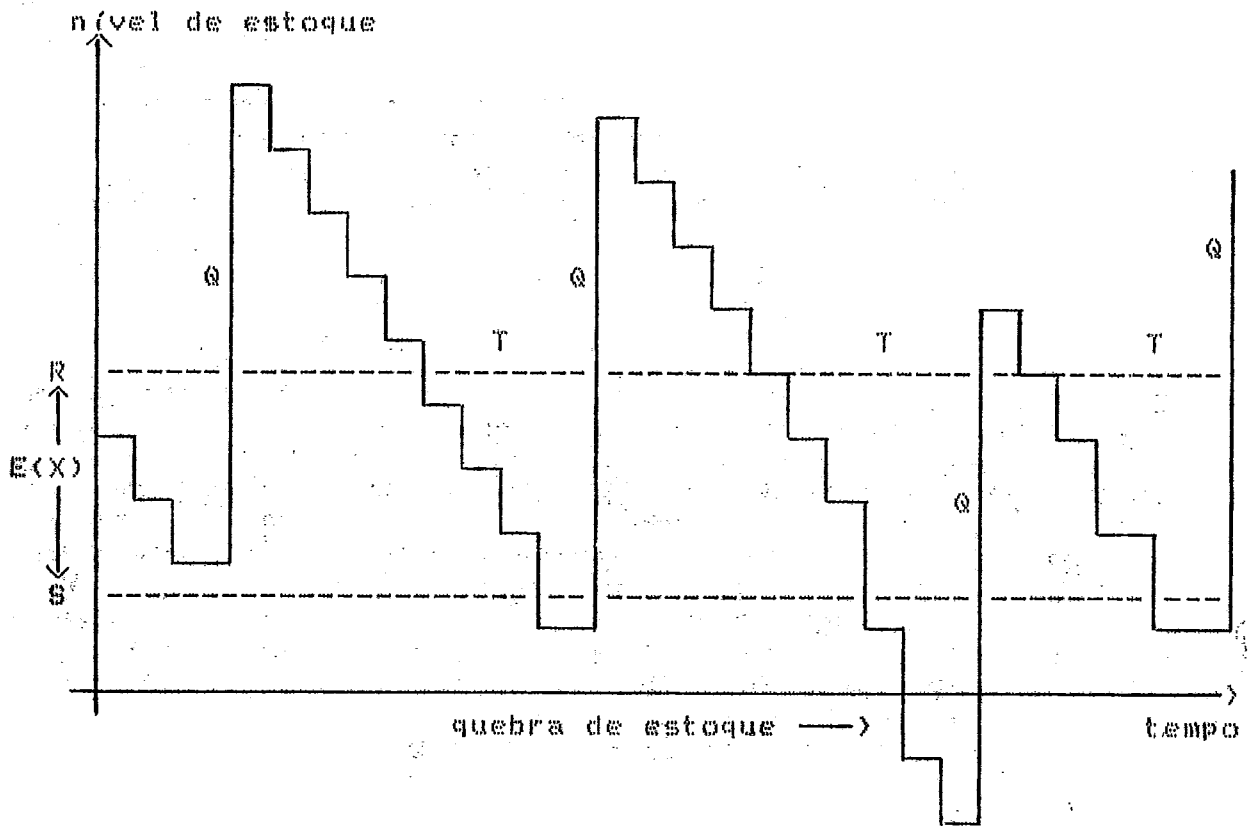 nível de estoque
Q
Q
Q
T
T
T
R
E(X)
Q
S
quebra de estoque
tempo